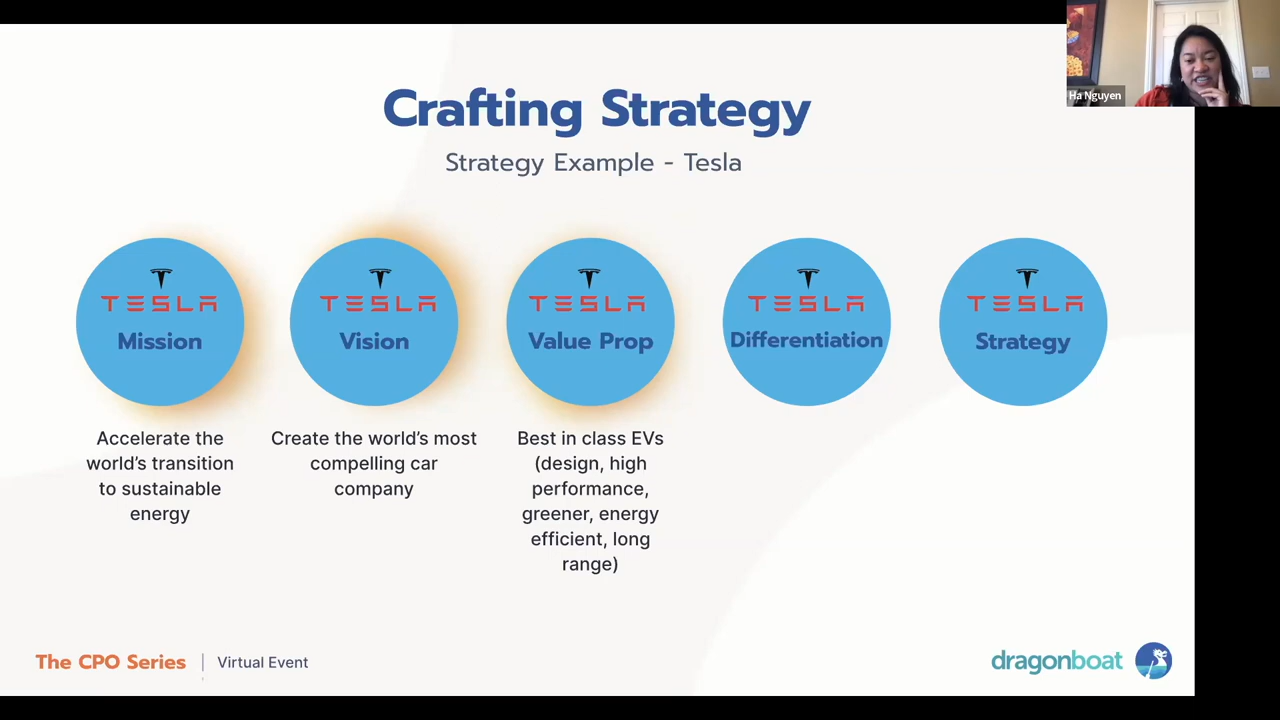 Ha Nguyen
Crafting Strategy
Strategy Example - Tesla
TESLA
Mission
TESLA
Vision
TESLA
Value Prop
TESLA
Differentiation
TESLA
Strategy
Accelerate the
world's transition
to sustainable
energy
Create the world's most
compelling car
company
Best in class EVs
(design, high
performance,
greener, energy
efficient, long
range)
The CPO Series | Virtual Event
dragonboat